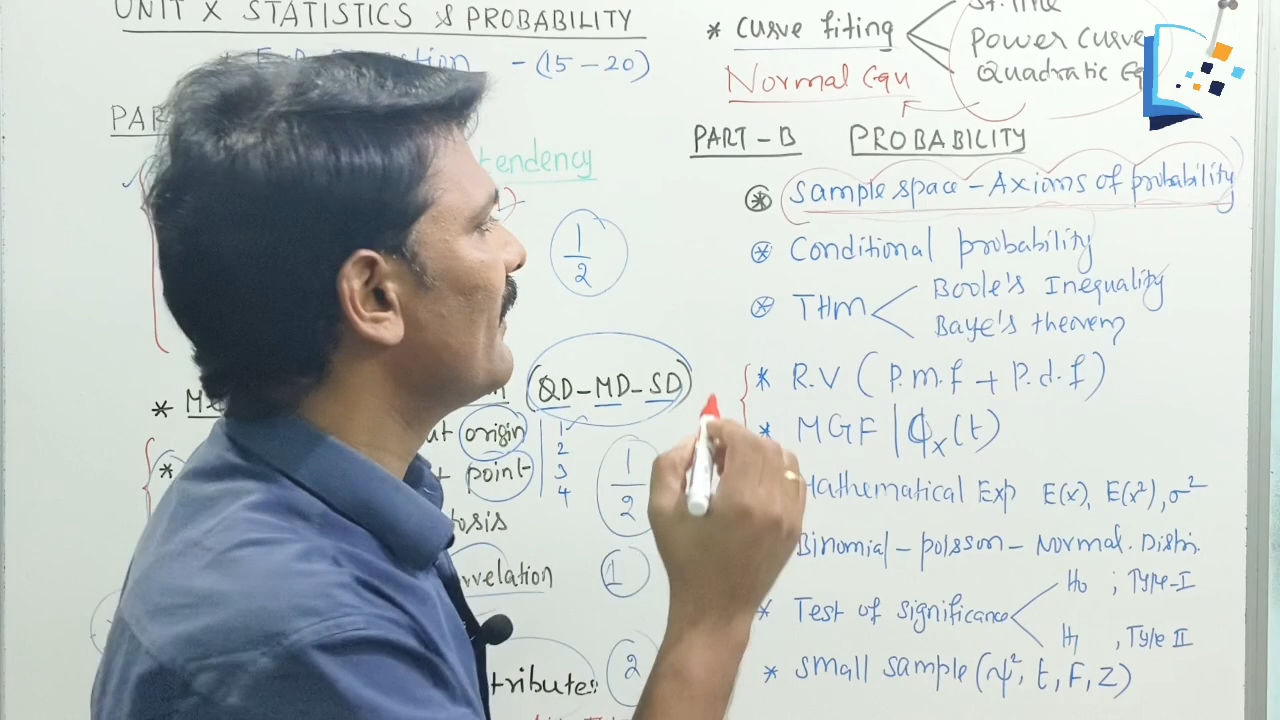 UNIT X STATISTICS & PROBABILITY
- (15-20)
PAR
tendency
1/2
(QD-MD-SD)
origin | 1
2
* point 3
4
1/2
tosis
rrelation 1
tributes: 2
* curve fiting
St. line
power curve
Quadratic Eq
Normal Equ
PART-B PROBABILITY
* Sample space - Axioms of probability
* Conditional probability
* THM Boole's Inequality
Baye's theorem
* R.V (P.m.f + P.d.f)
* MGF | ϕx(t)
Mathematical Exp E(x), E(x²), σ²
Binomial - poisson - Normal. Distri.
* Test of significance H₀ ; Type-I
H₁ , Type II
* small sample (ψ², t, F, Z)